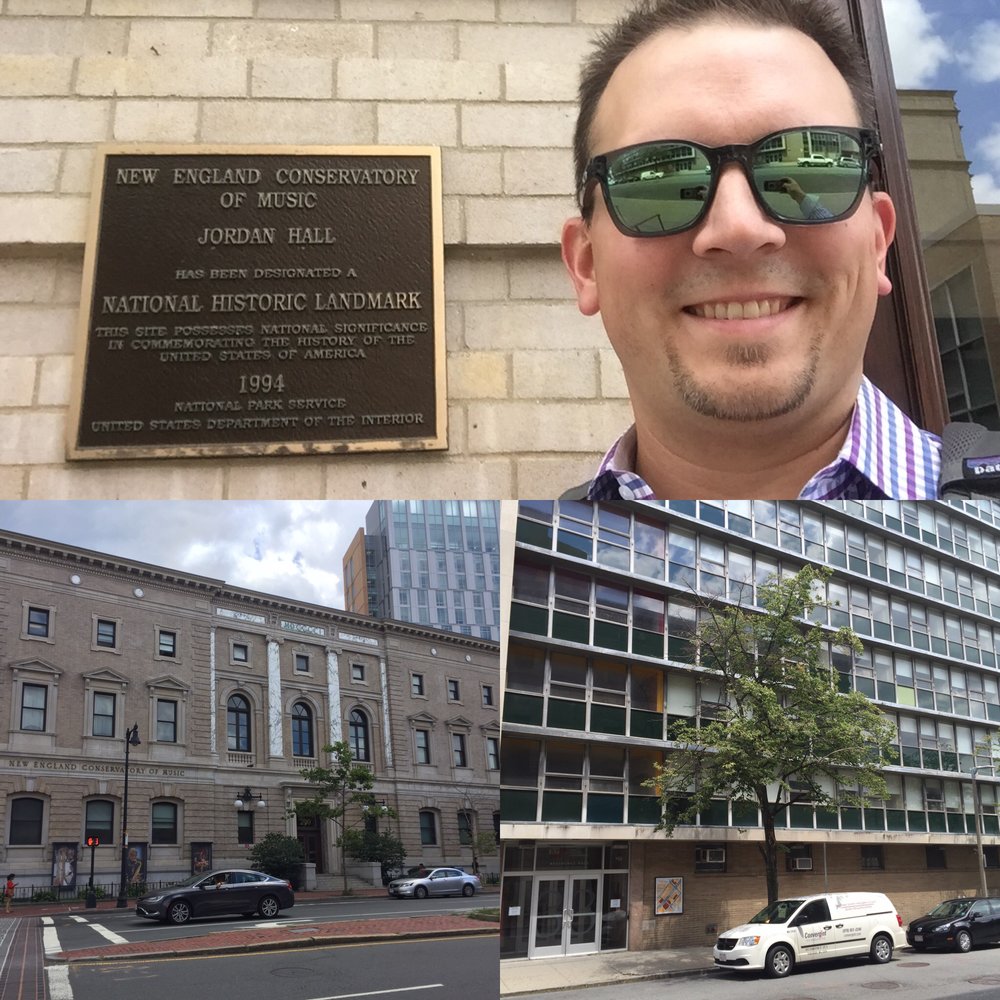 NEW ENGLAND CONSERVATORY
OF MUSIC
JORDAN HALL
HAS BEEN DESIGNATED A
NATIONAL HISTORIC LANDMARK
THIS SITE POSSESSES NATIONAL SIGNIFICANCE
IN COMMEMORATING THE HISTORY OF THE
UNITED STATES OF AMERICA
1994
NATIONAL PARK SERVICE
UNITED STATES DEPARTMENT OF THE INTERIOR
NEW ENGLAND CONSERVATORY OF MUSIC
Convergint